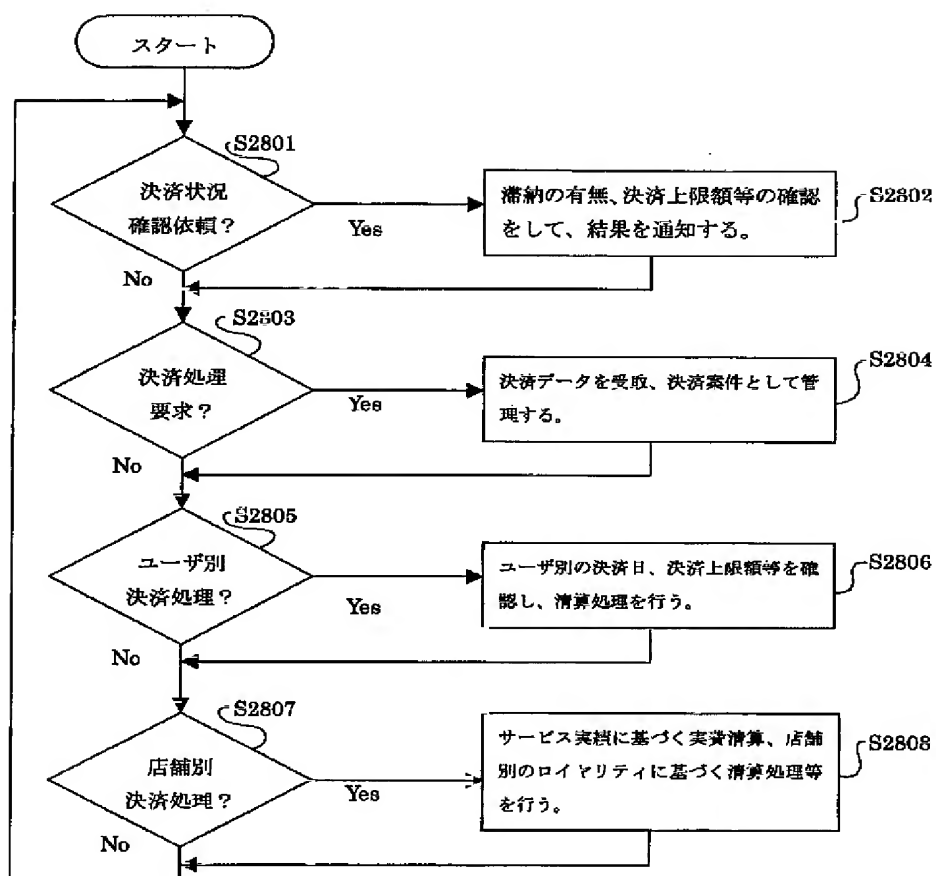 スタート
S2801
決済状況
確認依頼？
Yes
滞納の有無、決済上限額等の確認
をして、結果を通知する。
S2802
No
S2803
決済処理
要求？
Yes
決済データを受取、決済案件として管
理する。
S2804
No
S2805
ユーザ別
決済処理？
Yes
ユーザ別の決済日、決済上限額等を確
認し、清算処理を行う。
S2806
No
S2807
店舗別
決済処理？
Yes
サービス実績に基づく実費清算、店舗
別のロイヤリティに基づく清算処理等
を行う。
S2808
No